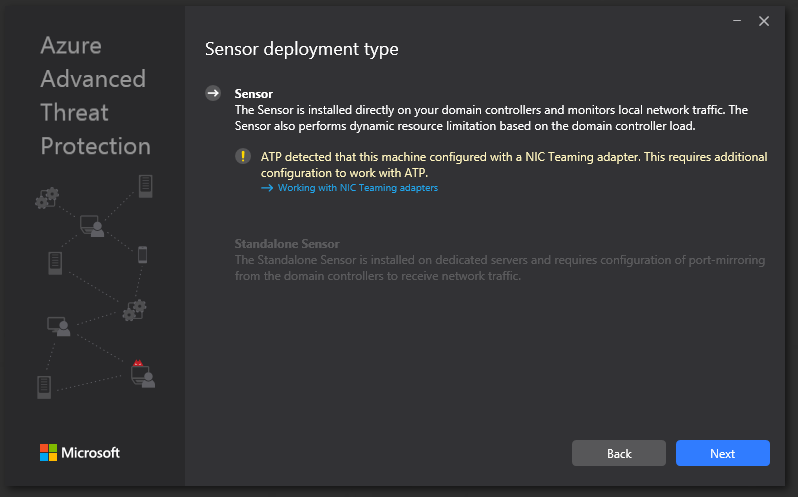 Azure
Advanced
Threat
Protection
Sensor deployment type
Sensor
The Sensor is installed directly on your domain controllers and monitors local network traffic. The
Sensor also performs dynamic resource limitation based on the domain controller load.
ATP detected that this machine configured with a NIC Teaming adapter. This requires additional
configuration to work with ATP.
Working with NIC Teaming adapters
Standalone Sensor
The Standalone Sensor is installed on dedicated servers and requires configuration of port-mirroring
from the domain controllers to receive network traffic.
Microsoft
Back
Next